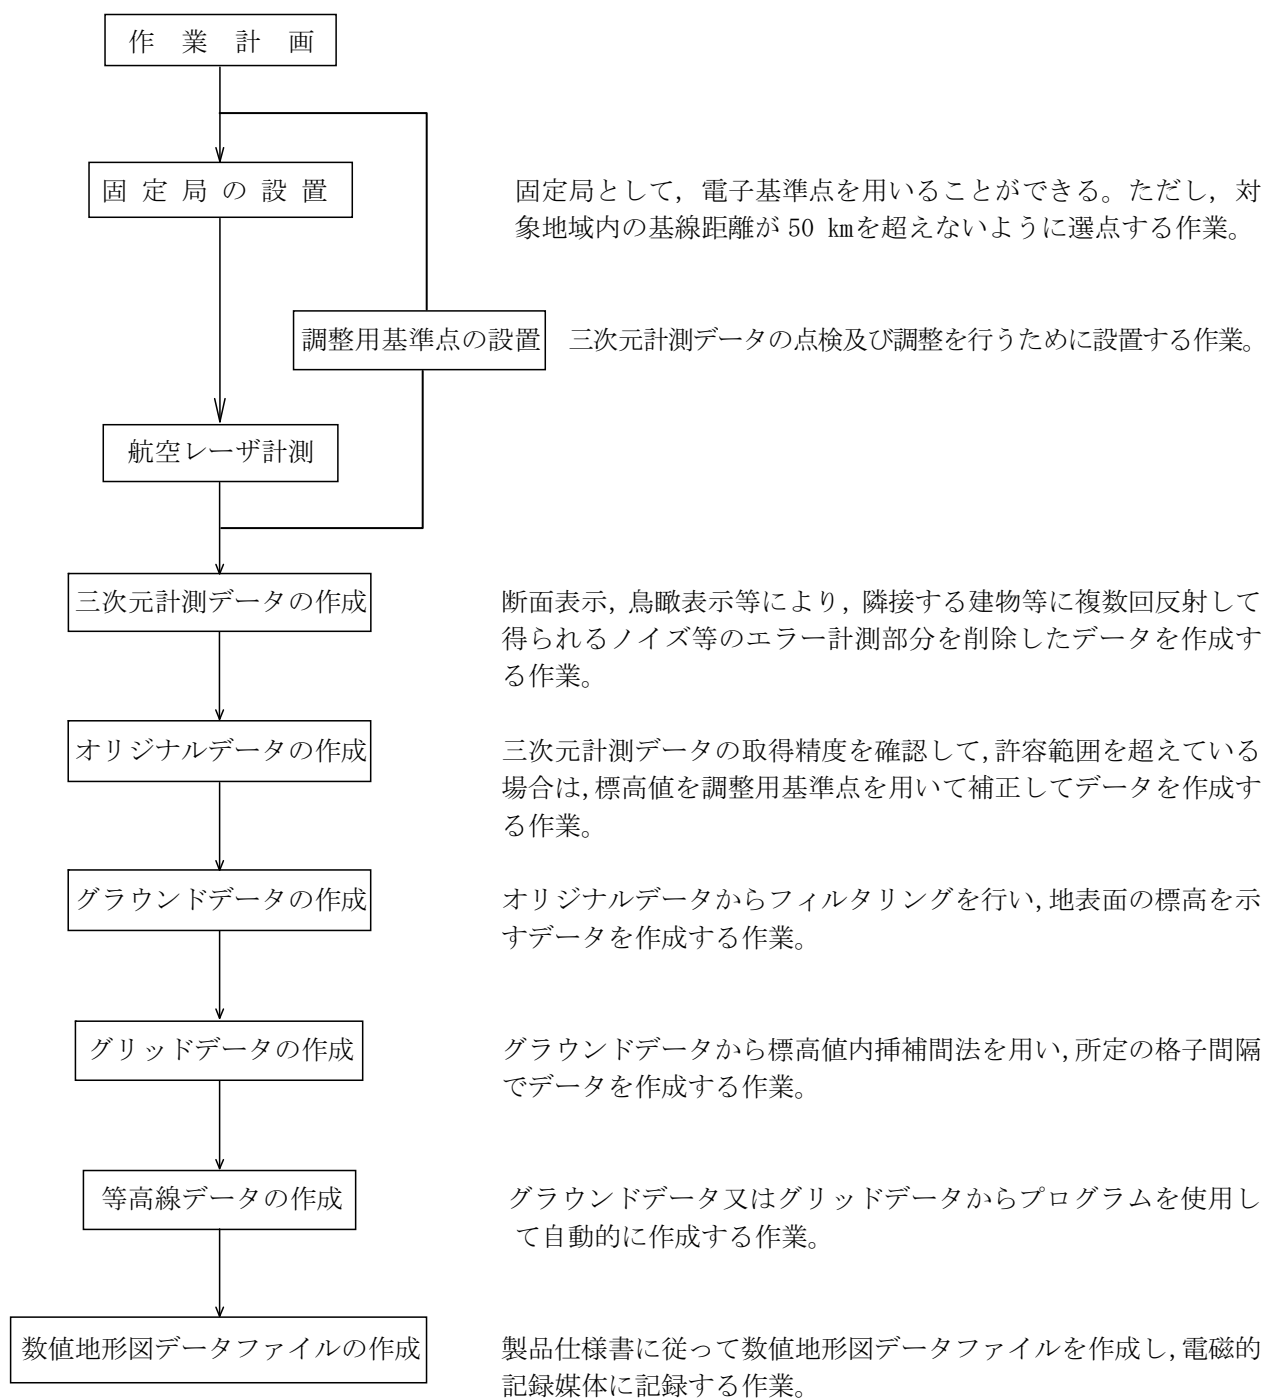 作業計画
固定局の設置
固定局として，電子基準点を用いることができる。ただし，対
象地域内の基線距離が 50 ㎞を超えないように選点する作業。
調整用基準点の設置
三次元計測データの点検及び調整を行うために設置する作業。
航空レーザ計測
三次元計測データの作成
断面表示，鳥瞰表示等により，隣接する建物等に複数回反射して
得られるノイズ等のエラー計測部分を削除したデータを作成す
る作業。
オリジナルデータの作成
三次元計測データの取得精度を確認して，許容範囲を超えている
場合は，標高値を調整用基準点を用いて補正してデータを作成す
る作業。
グラウンドデータの作成
オリジナルデータからフィルタリングを行い，地表面の標高を示
すデータを作成する作業。
グリッドデータの作成
グラウンドデータから標高値内挿補間法を用い，所定の格子間隔
でデータを作成する作業。
等高線データの作成
グラウンドデータ又はグリッドデータからプログラムを使用し
て自動的に作成する作業。
数値地形図データファイルの作成
製品仕様書に従って数値地形図データファイルを作成し，電磁的
記録媒体に記録する作業。